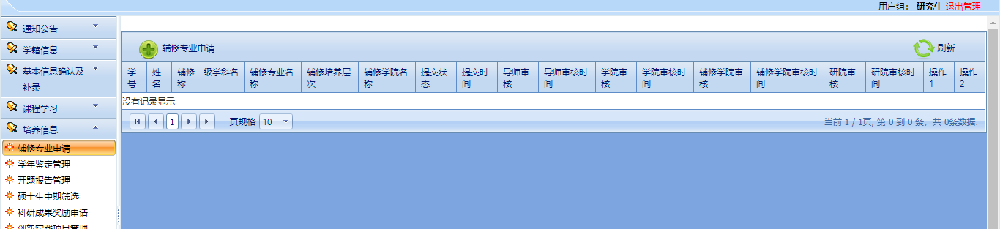 用户组： 研究生 退出管理
通知公告
学籍信息
基本信息确认及
补录
课程学习
培养信息
辅修专业申请
学年鉴定管理
开题报告管理
硕士生中期筛选
科研成果奖励申请
创新实践项目管理
辅修专业申请
刷新
学号 姓名 辅修一级学科名称 辅修专业名称 辅修培养层次 辅修学院名称 提交状态 提交时间 导师审核 导师审核时间 学院审核 学院审核时间 辅修学院审核 辅修学院审核时间 研院审核 研院审核时间 操作1 操作2
没有记录显示
1 页规格 10 当前 1 / 1页, 第 0 到 0 条，共 0条数据.